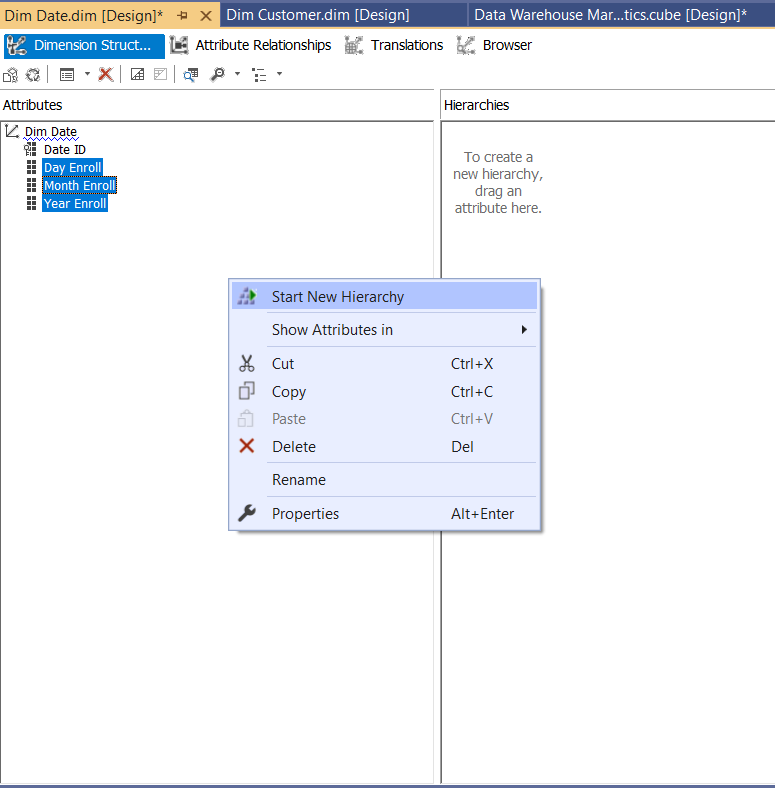 Dim Date.dim [Design]*
Dim Customer.dim [Design]
Data Warehouse Mar...tics.cube [Design]*
Dimension Struct...
Attribute Relationships
Translations
Browser
Attributes
Hierarchies
Dim Date
Date ID
Day Enroll
Month Enroll
Year Enroll
To create a
new hierarchy,
drag an
attribute here.
Start New Hierarchy
Show Attributes in
Cut Ctrl+X
Copy Ctrl+C
Paste Ctrl+V
Delete Del
Rename
Properties Alt+Enter